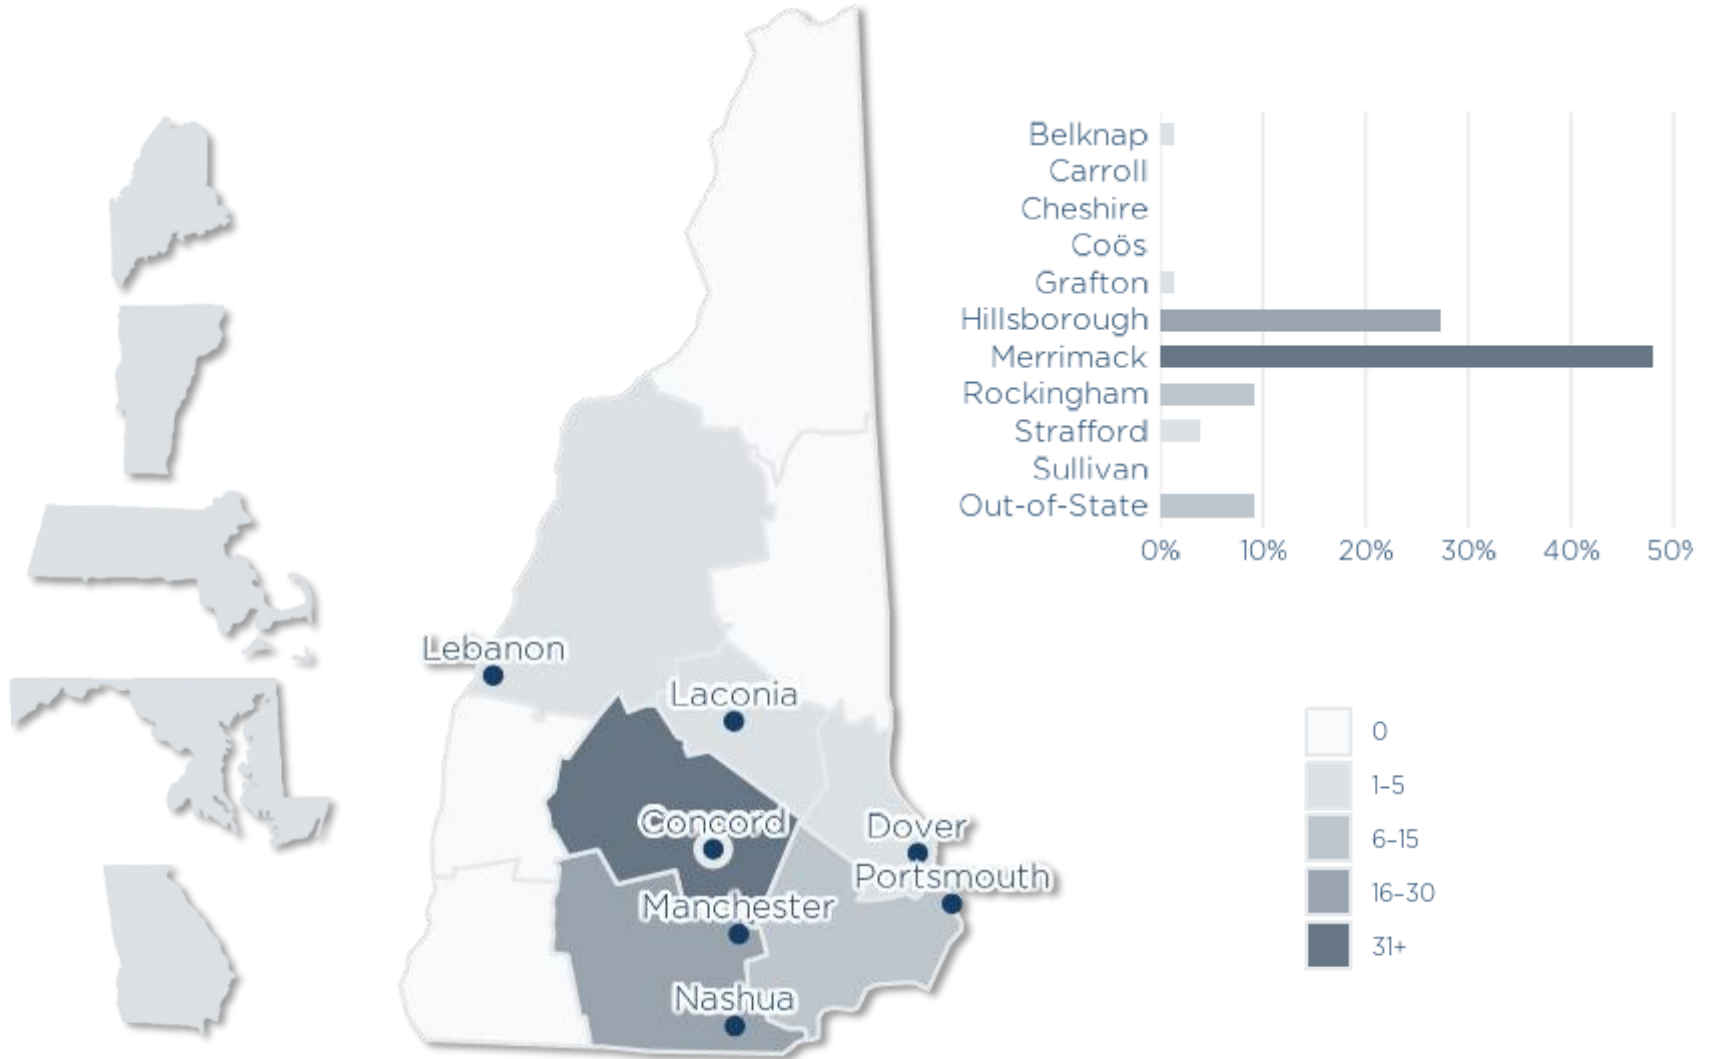 Belknap
Carroll
Cheshire
Coös
Grafton
Hillsborough
Merrimack
Rockingham
Strafford
Sullivan
Out-of-State
0% 10% 20% 30% 40% 50%
Lebanon
Laconia
Concord
Dover
Portsmouth
Manchester
Nashua
0
1-5
6-15
16-30
31+